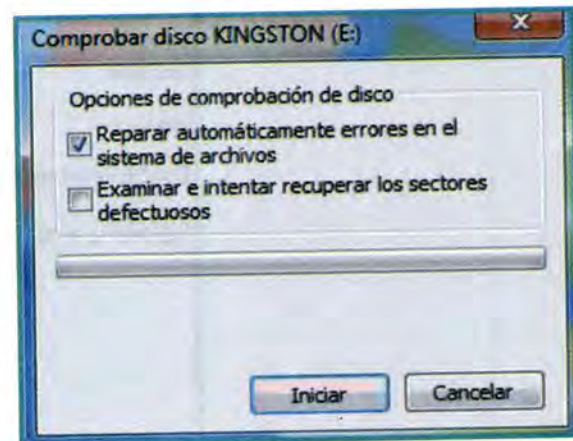 Comprobar disco KINGSTON (E:)
X
Opciones de comprobación de disco
Reparar automáticamente errores en el
sistema de archivos
Examinar e intentar recuperar los sectores
defectuosos
Iniciar
Cancelar